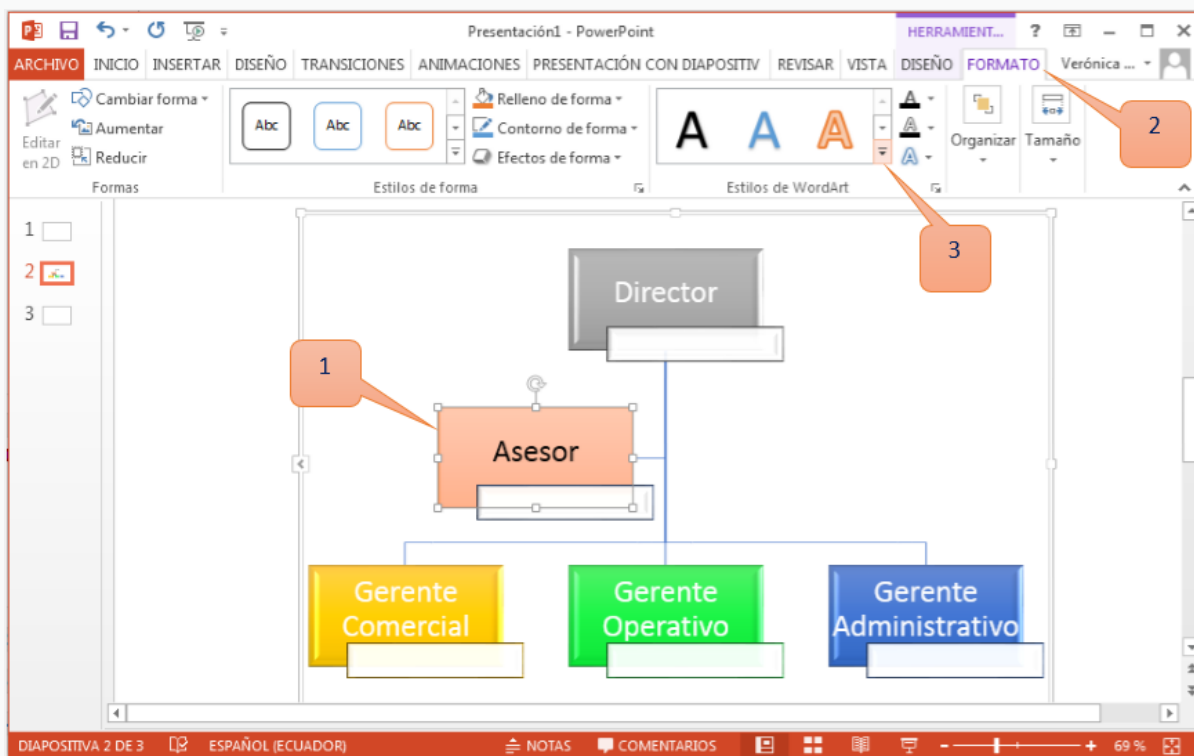 Presentación1 - PowerPoint
HERRAMIENT...
?
ARCHIVO INICIO INSERTAR DISEÑO TRANSICIONES ANIMACIONES PRESENTACIÓN CON DIAPOSITIV REVISAR VISTA DISEÑO FORMATO Verónica ...
Editar en 2D
Cambiar forma
Aumentar
Reducir
Formas
Abc Abc Abc
Relleno de forma
Contorno de forma
Efectos de forma
Estilos de forma
A A A
A
A
A
Estilos de WordArt
Organizar
Tamaño
2
3
1
2
3
Director
1
Asesor
Gerente
Comercial
Gerente
Operativo
Gerente
Administrativo
DIAPOSITIVA 2 DE 3 ESPAÑOL (ECUADOR) NOTAS COMENTARIOS 69 %